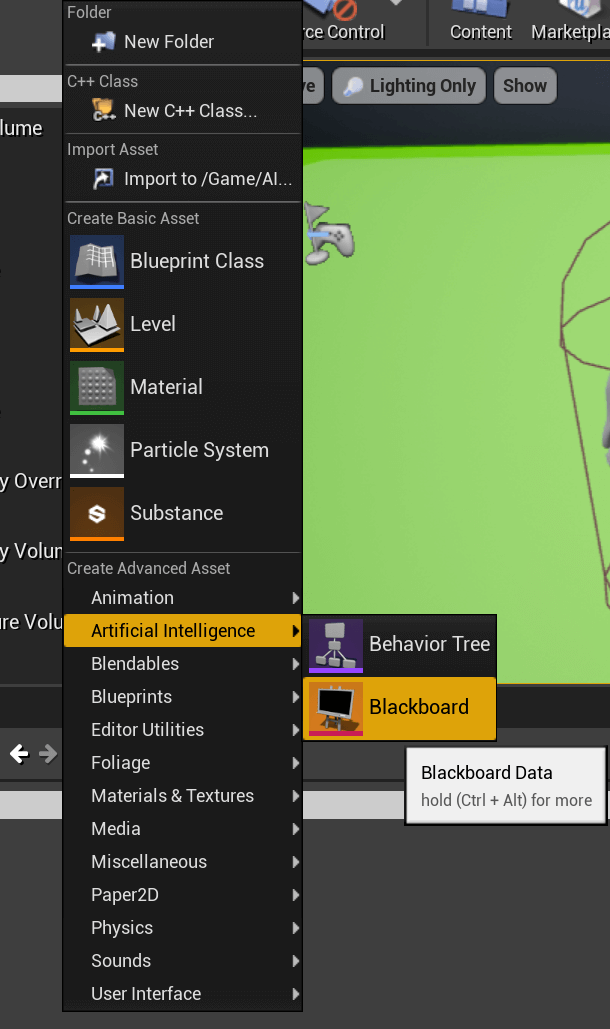 Folder
New Folder
C++ Class
New C++ Class...
Import Asset
Import to /Game/AI...
Create Basic Asset
Blueprint Class
Level
Material
Particle System
Substance
Create Advanced Asset
Animation
Artificial Intelligence
Blendables
Blueprints
Editor Utilities
Foliage
Materials & Textures
Media
Miscellaneous
Paper2D
Physics
Sounds
User Interface
Behavior Tree
Blackboard
Blackboard Data
hold (Ctrl + Alt) for more
rce Control
Content
Marketpla
ve
Lighting Only
Show
lume
y Overr
y Volun
ure Volu